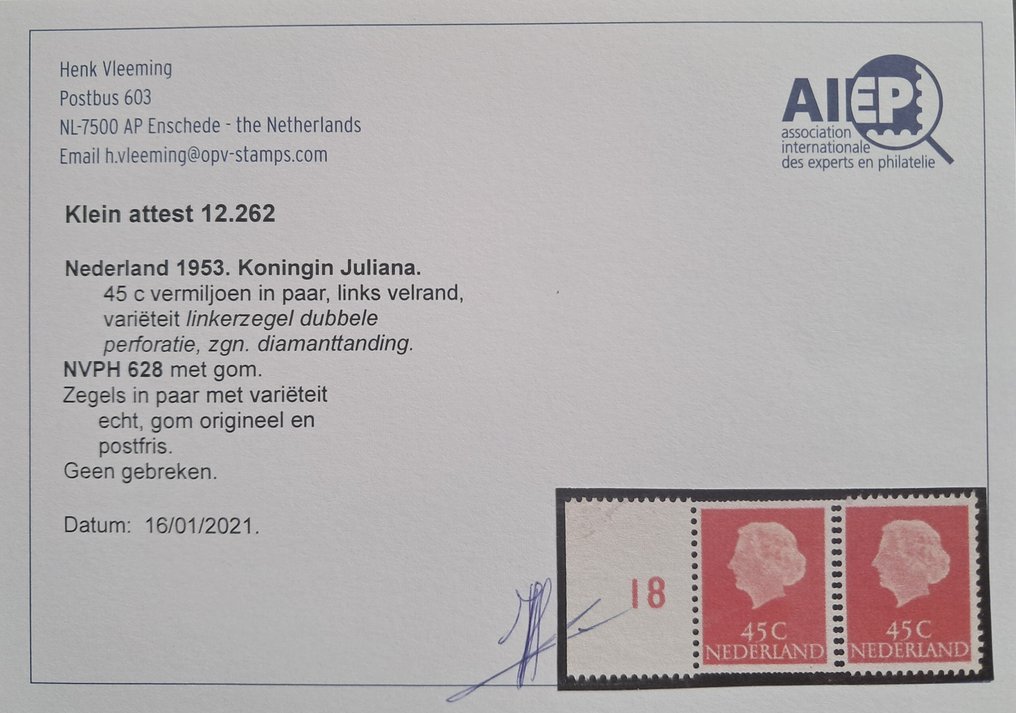 Henk Vleeming
Postbus 603
NL-7500 AP Enschede - the Netherlands
Email h.vleeming@opv-stamps.com
AIEP
association
internationale
des experts en philatelie
Klein attest 12.262
Nederland 1953. Koningin Juliana.
45 c vermiljoen in paar, links velrand,
variëteit linkerzegel dubbele
perforatie, zgn. diamanttanding.
NVPH 628 met gom.
Zegels in paar met variëteit
echt, gom origineel en
postfris.
Geen gebreken.
Datum: 16/01/2021.
18
45 C
NEDERLAND
45 C
NEDERLAND